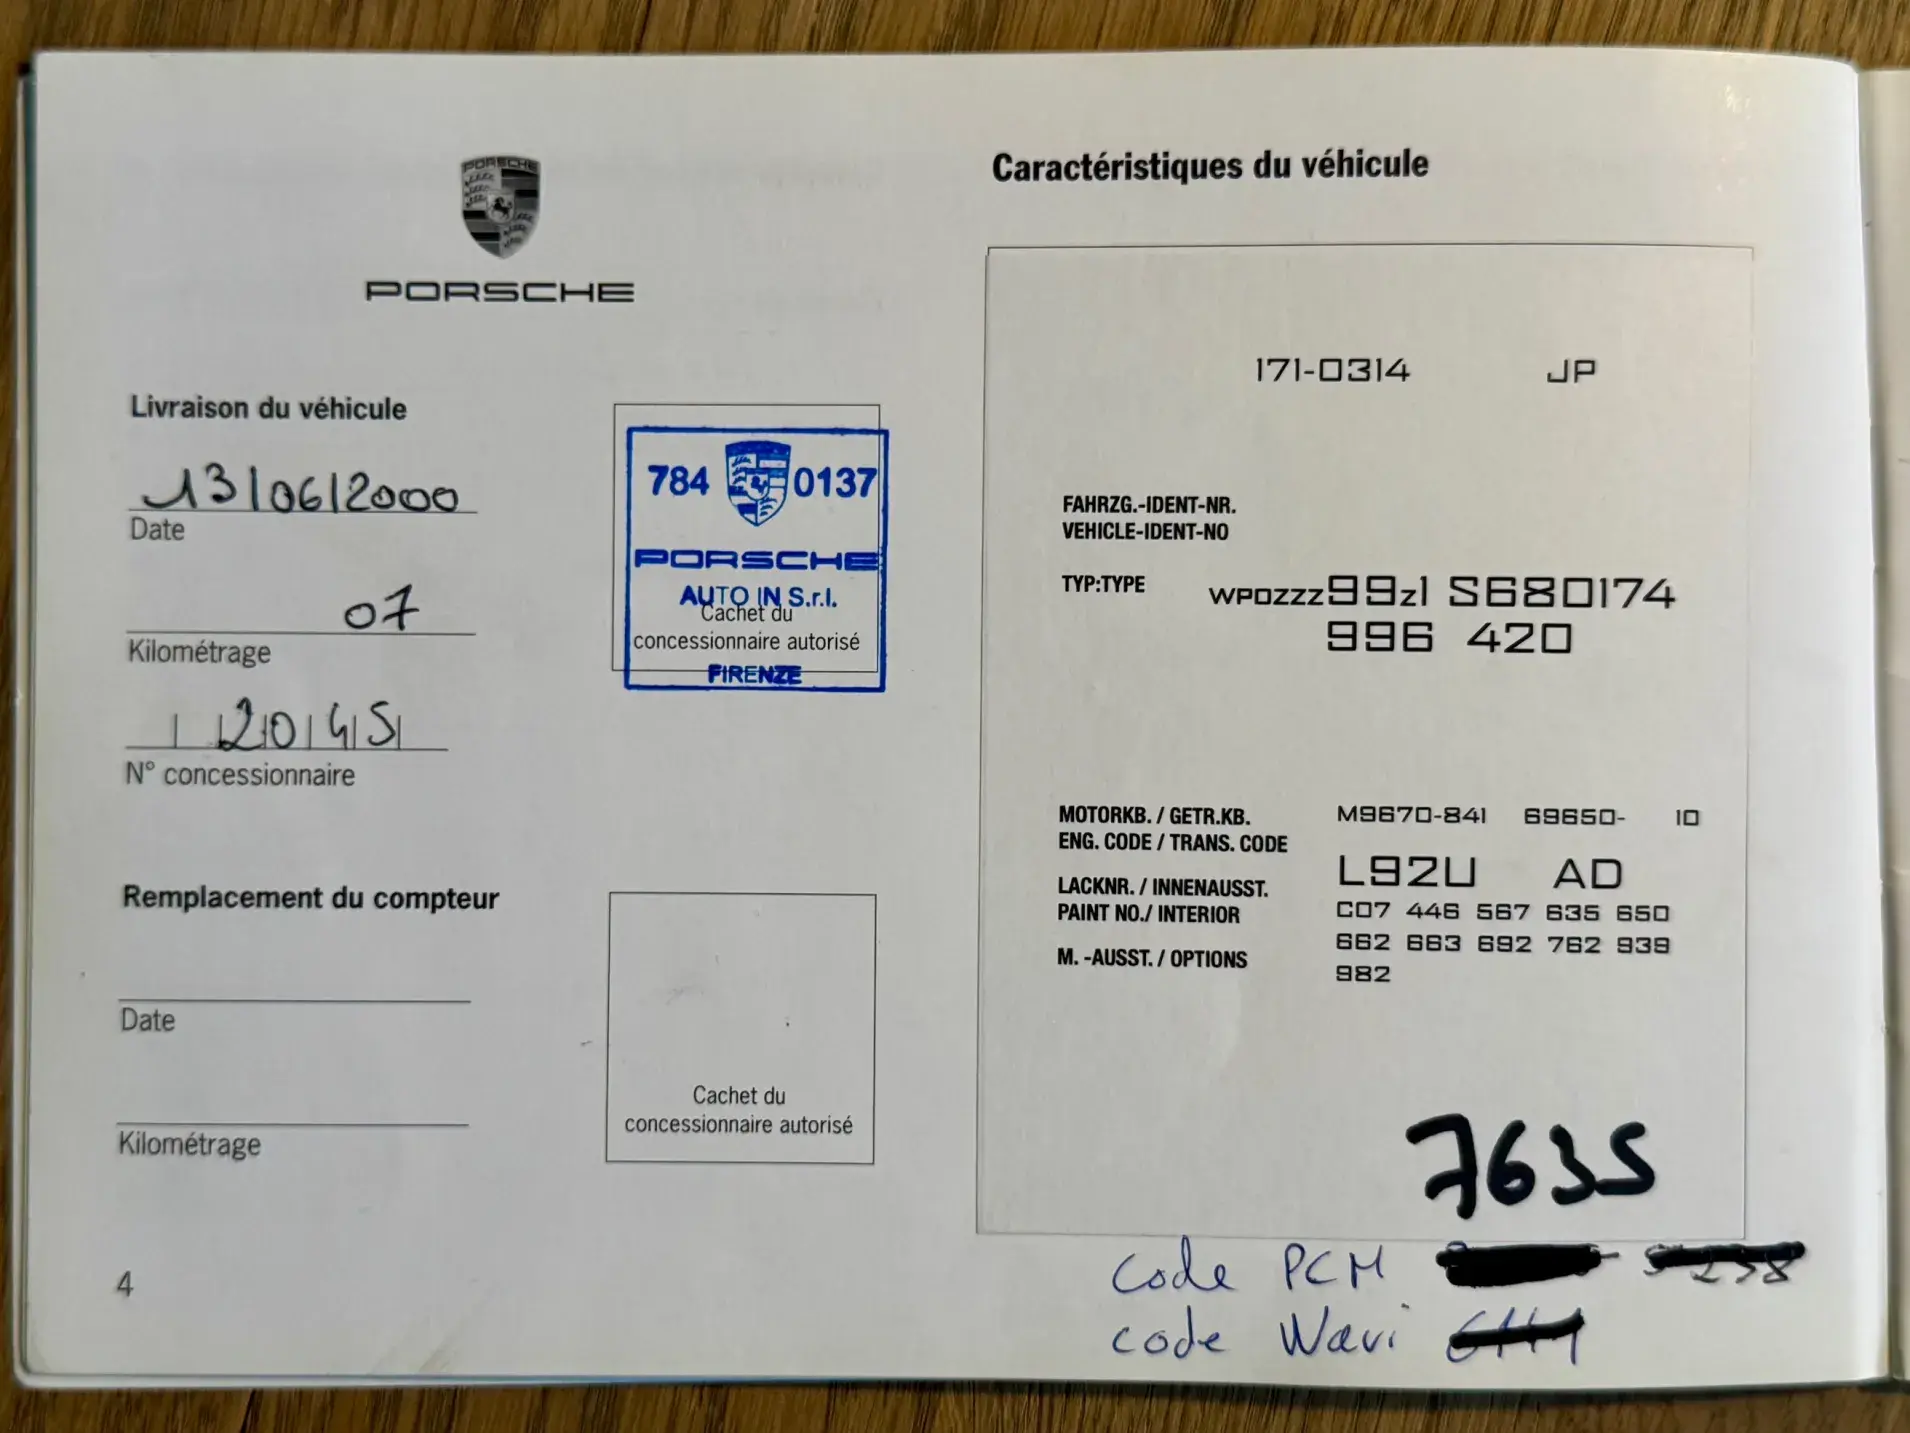 PORSCHE
PORSCHE
Livraison du véhicule
13/06/2000
Date
07
Kilométrage
2045
N° concessionnaire
784 0137
PORSCHE
AUTO IN S.r.l.
Cachet du
concessionnaire autorisé
FIRENZE
Remplacement du compteur
Date
Kilométrage
Cachet du
concessionnaire autorisé
4
Caractéristiques du véhicule
171-0314 JP
FAHRZG.-IDENT-NR.
VEHICLE-IDENT-NO
TYP:TYPE WP0ZZZ99Z1 S680174
996 420
MOTORKB. / GETR.KB. M9670-841 69650- 10
ENG. CODE / TRANS. CODE
L92U AD
LACKNR. / INNENAUSST.
PAINT NO./ INTERIOR C07 446 567 635 650
662 663 692 762 939
M. -AUSST. / OPTIONS
982
7635
Code PCM
code Navi